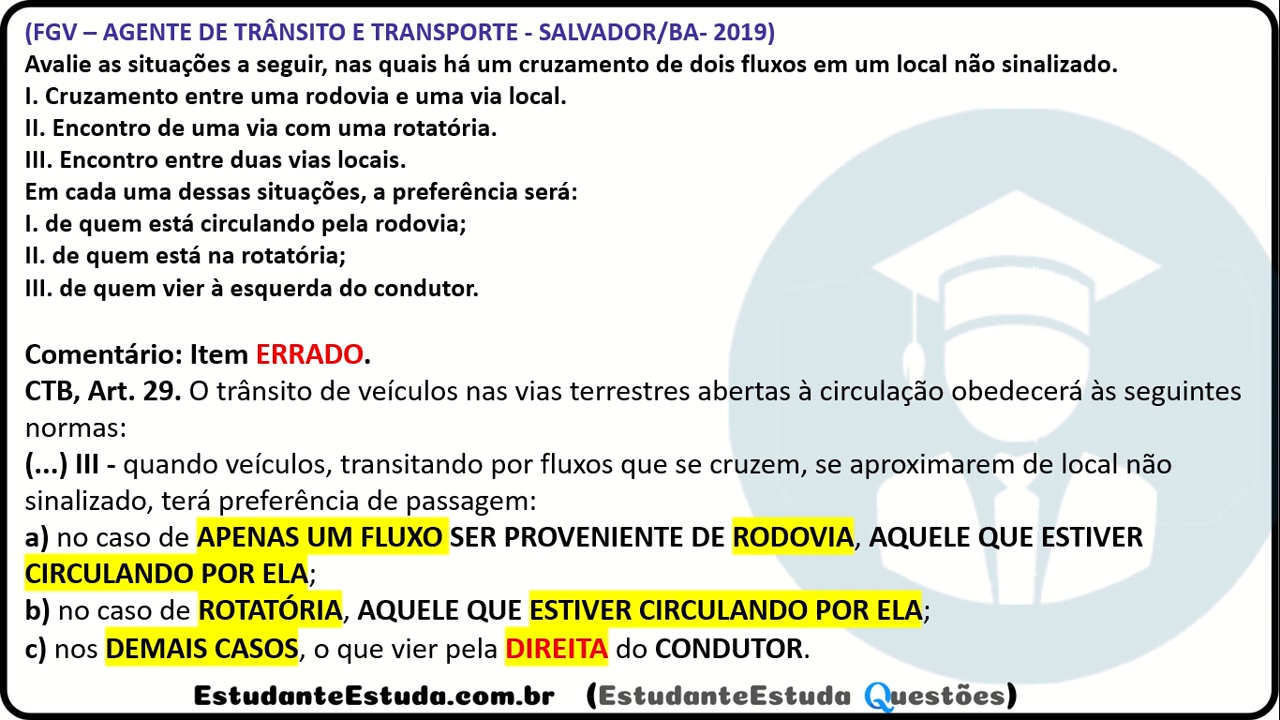 (FGV – AGENTE DE TRÂNSITO E TRANSPORTE - SALVADOR/BA- 2019)
Avalie as situações a seguir, nas quais há um cruzamento de dois fluxos em um local não sinalizado.
I. Cruzamento entre uma rodovia e uma via local.
II. Encontro de uma via com uma rotatória.
III. Encontro entre duas vias locais.
Em cada uma dessas situações, a preferência será:
I. de quem está circulando pela rodovia;
II. de quem está na rotatória;
III. de quem vier à esquerda do condutor.
Comentário: Item ERRADO.
CTB, Art. 29. O trânsito de veículos nas vias terrestres abertas à circulação obedecerá às seguintes
normas:
(...) III - quando veículos, transitando por fluxos que se cruzem, se aproximarem de local não
sinalizado, terá preferência de passagem:
a) no caso de APENAS UM FLUXO SER PROVENIENTE DE RODOVIA, AQUELE QUE ESTIVER
CIRCULANDO POR ELA;
b) no caso de ROTATÓRIA, AQUELE QUE ESTIVER CIRCULANDO POR ELA;
c) nos DEMAIS CASOS, o que vier pela DIREITA do CONDUTOR.
EstudanteEstuda.com.br (EstudanteEstuda Questões)